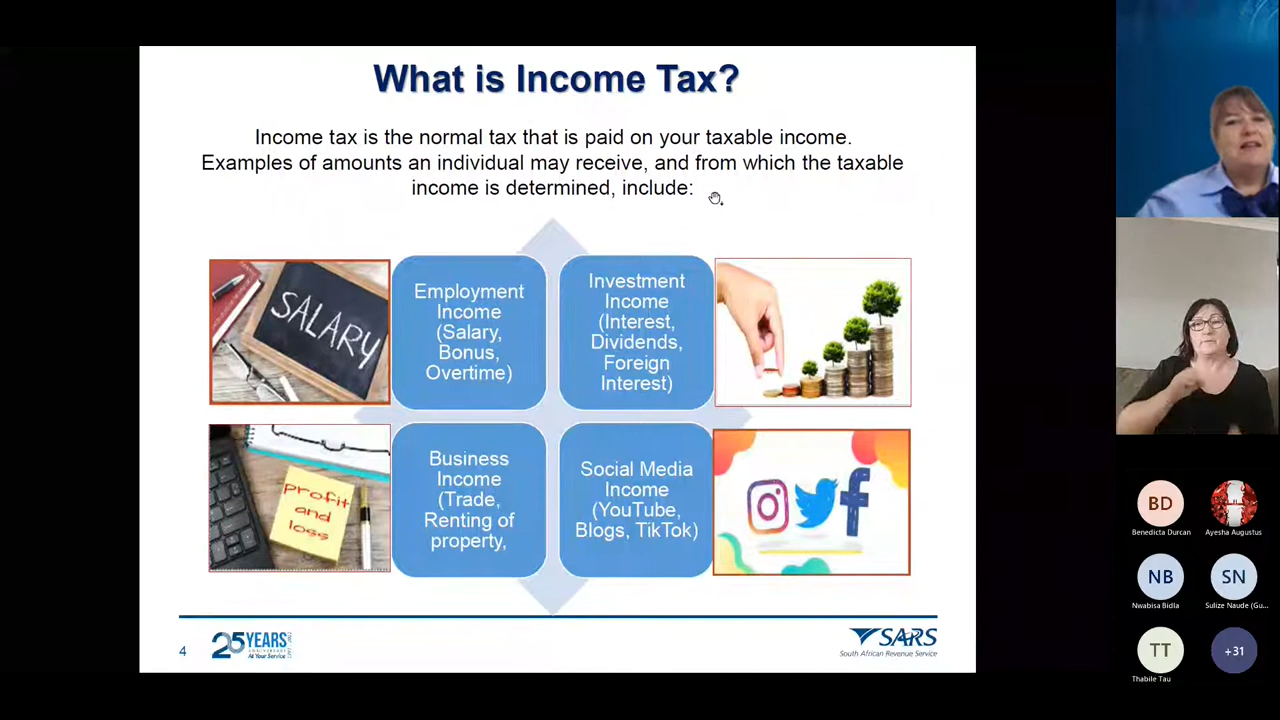 What is Income Tax?
Income tax is the normal tax that is paid on your taxable income.
Examples of amounts an individual may receive, and from which the taxable
income is determined, include:
SALARY
Employment
Income
(Salary,
Bonus,
Overtime)
Investment
Income
(Interest,
Dividends,
Foreign
Interest)
profit
and
loss
Business
Income
(Trade,
Renting of
property,
Social Media
Income
(YouTube,
Blogs, TikTok)
4
25 YEARS
ANNIVERSARY
At Your Service
SARS
South African Revenue Service
BD
Benedicta Durcan
Ayesha Augustus
NB
Nwabisa Bidla
SN
Sulize Naude (Gu...
TT
Thabile Tau
+31